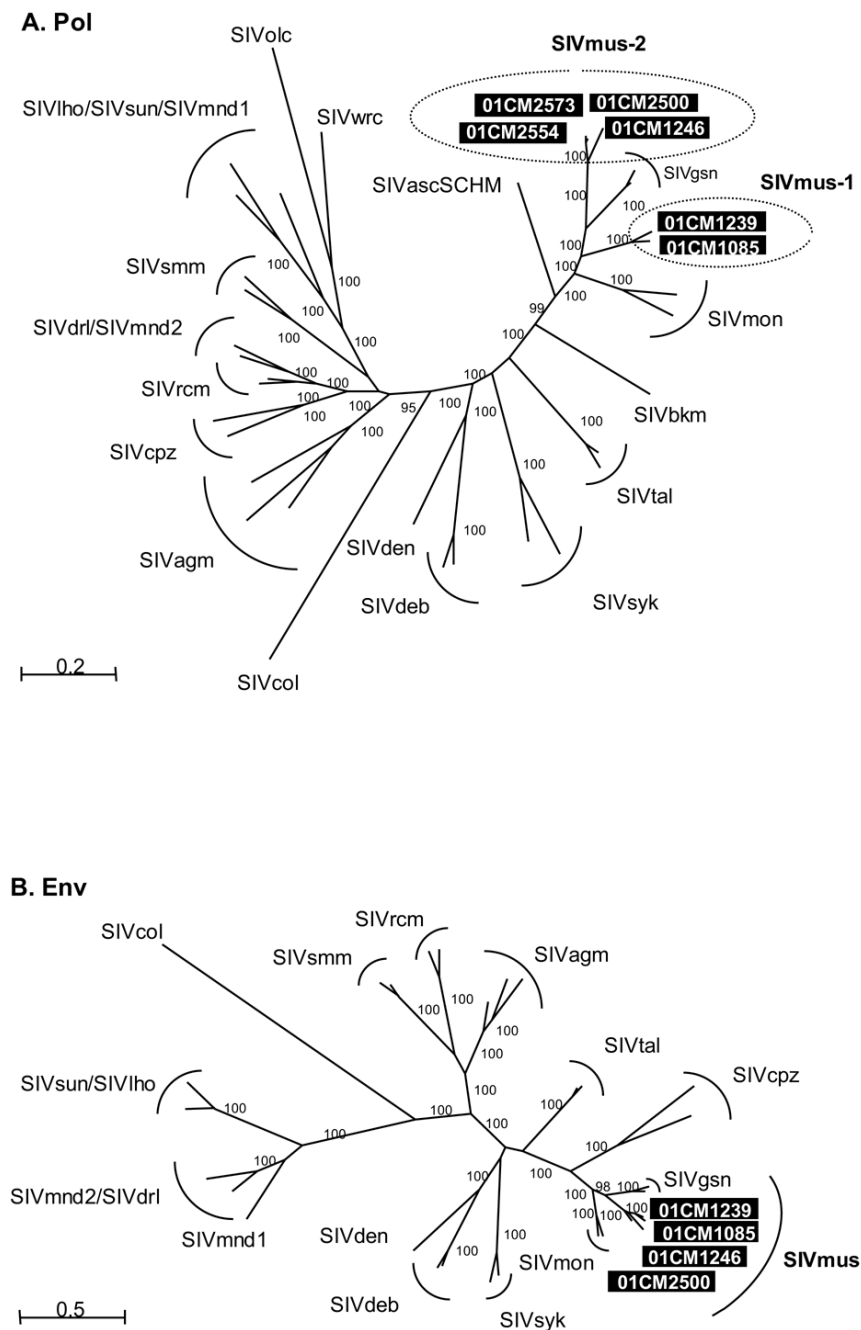 A. Pol
SIVolc
SIVmus-2
SIVlho/SIVsun/SIVmnd1
SIVwrc
01CM2573 01CM2500
01CM2554 01CM1246
100
SIVascSCHM
SIVgsn
SIVmus-1
100
100
01CM1239
100
01CM1085
SIVsmm
100
100
100
100
100
100
SIVmon
99
SIVdrl/SIVmnd2
100
100
100
SIVrcm
100
100
100
100
100
95
100
100
SIVbkm
100
100
SIVcpz
100
SIVtal
SIVagm
SIVden
100
SIVdeb
SIVsyk
0.2
SIVcol
B. Env
SIVcol
SIVrcm
SIVsmm
SIVagm
100
100
100
SIVtal
SIVcpz
SIVsun/SIVlho
100
100
100
100
100
100
100
100
100
100
98
100
SIVgsn
100
100
100
100
01CM1239
SIVmnd2/SIVdrl
01CM1085
SIVmnd1
SIVden
100
100
SIVmon
01CM1246
SIVmus
01CM2500
SIVdeb
SIVsyk
0.5